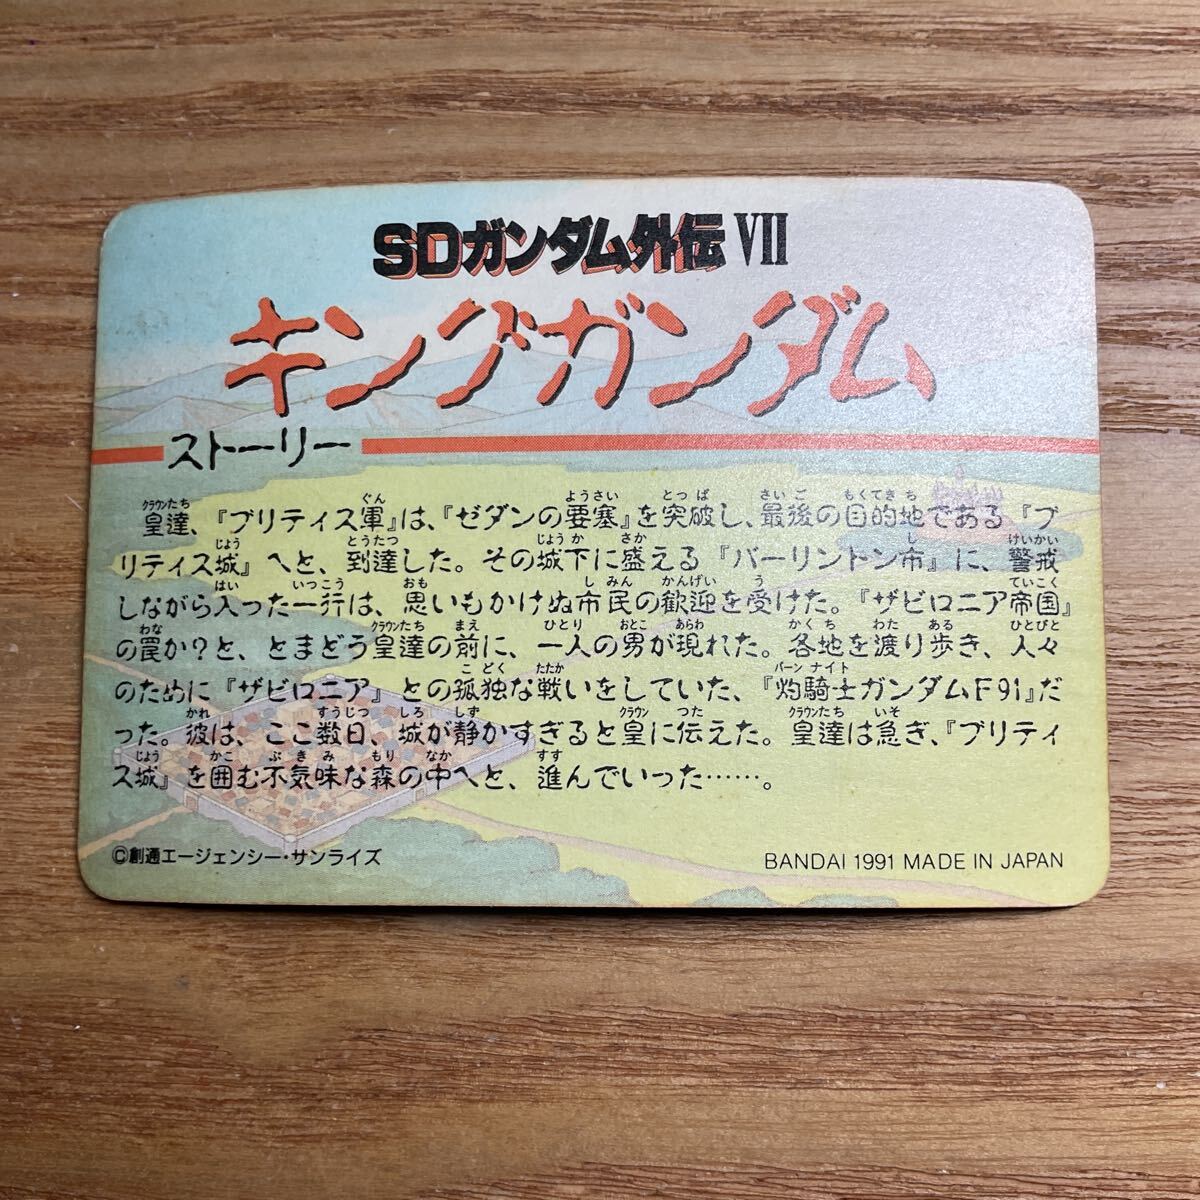 SDガンダム外伝 VII
キングガンダム
ストーリー
皇達、『ブリティス軍』は、『ゼダンの要塞』を突破し、最後の目的地である『ブ
リティス城』へと、到達した。その城下に盛える『バーリントン市』に、警戒
しながら入った一行は、思いもかけぬ市民の歓迎を受けた。『ザビロニア帝国』
の罠か?と、とまどう皇達の前に、一人の男が現れた。各地を渡り歩き、人々
のために『ザビロニア』との孤独な戦いをしていた、『灼騎士ガンダムF91』だ
った。彼は、ここ数日、城が静かすぎると皇に伝えた。皇達は急ぎ、『ブリティ
ス城』を囲む不気味な森の中へと、進んでいった……。
©創通エージェンシー・サンライズ
BANDAI 1991 MADE IN JAPAN